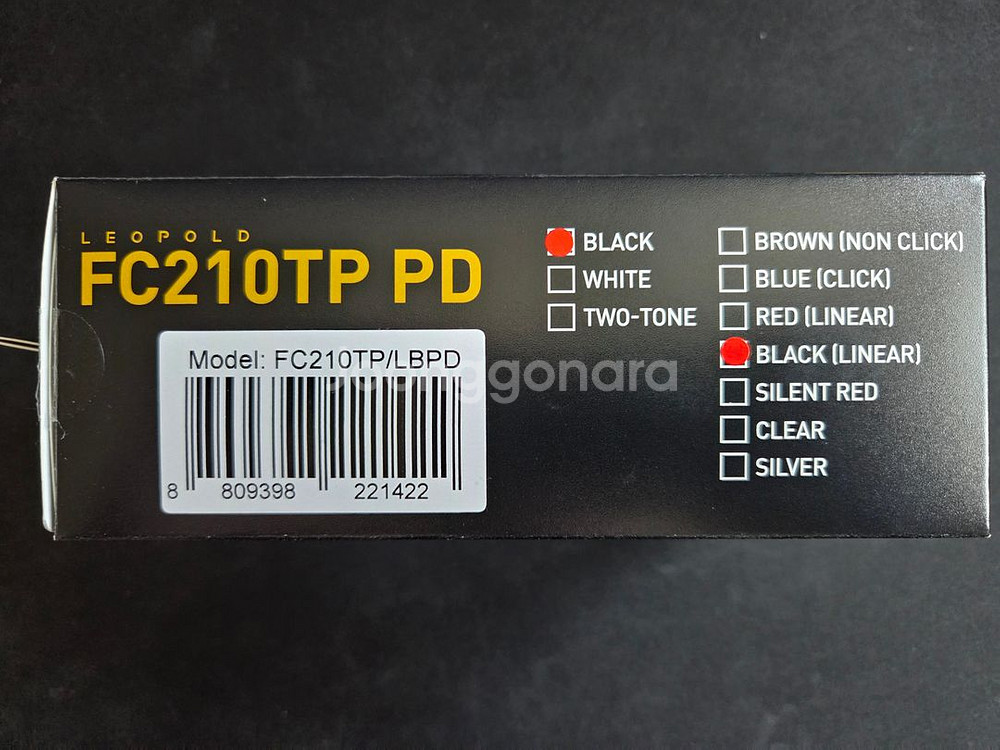 LEOPOLD
FC210TP PD
BLACK
WHITE
TWO-TONE
BROWN (NON CLICK)
BLUE (CLICK)
RED (LINEAR)
BLACK (LINEAR)
SILENT RED
CLEAR
SILVER
Model: FC210TP/LBPD
8 809398 221422
joonggonara